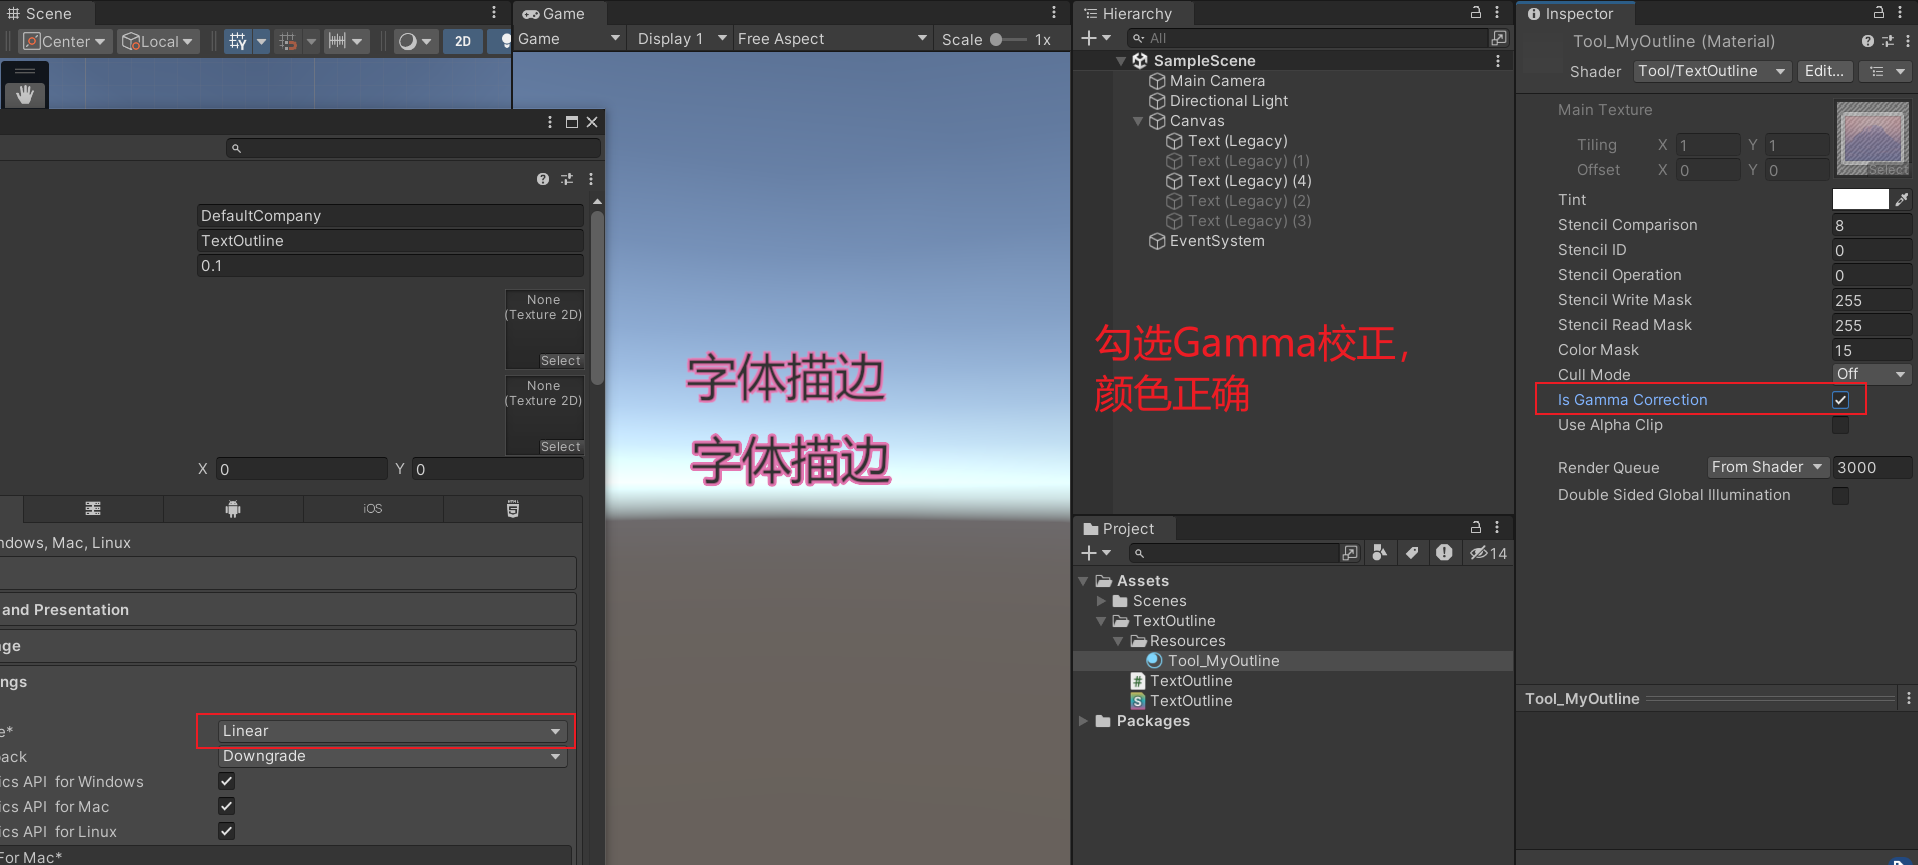 Scene
Center
Local
2D
Game
Game
Display 1
Free Aspect
Scale
1x
Hierarchy
All
SampleScene
Main Camera
Directional Light
Canvas
Text (Legacy)
Text (Legacy) (1)
Text (Legacy) (4)
Text (Legacy) (2)
Text (Legacy) (3)
EventSystem
勾选Gamma校正，
颜色正确
DefaultCompany
TextOutline
0.1
None
(Texture 2D)
Select
None
(Texture 2D)
Select
X 0 Y 0
iOS
ndows, Mac, Linux
and Presentation
ge
ngs
e*
Linear
ack
Downgrade
ics API for Windows
ics API for Mac
ics API for Linux
For Mac*
字体描边
字体描边
Project
14
Assets
Scenes
TextOutline
Resources
Tool_MyOutline
TextOutline
TextOutline
Packages
Inspector
Tool_MyOutline (Material)
Shader
Tool/TextOutline
Edit...
Main Texture
Tiling X 1 Y 1
Offset X 0 Y 0
Select
Tint
Stencil Comparison 8
Stencil ID 0
Stencil Operation 0
Stencil Write Mask 255
Stencil Read Mask 255
Color Mask 15
Cull Mode Off
Is Gamma Correction
Use Alpha Clip
Render Queue From Shader 3000
Double Sided Global Illumination
Tool_MyOutline